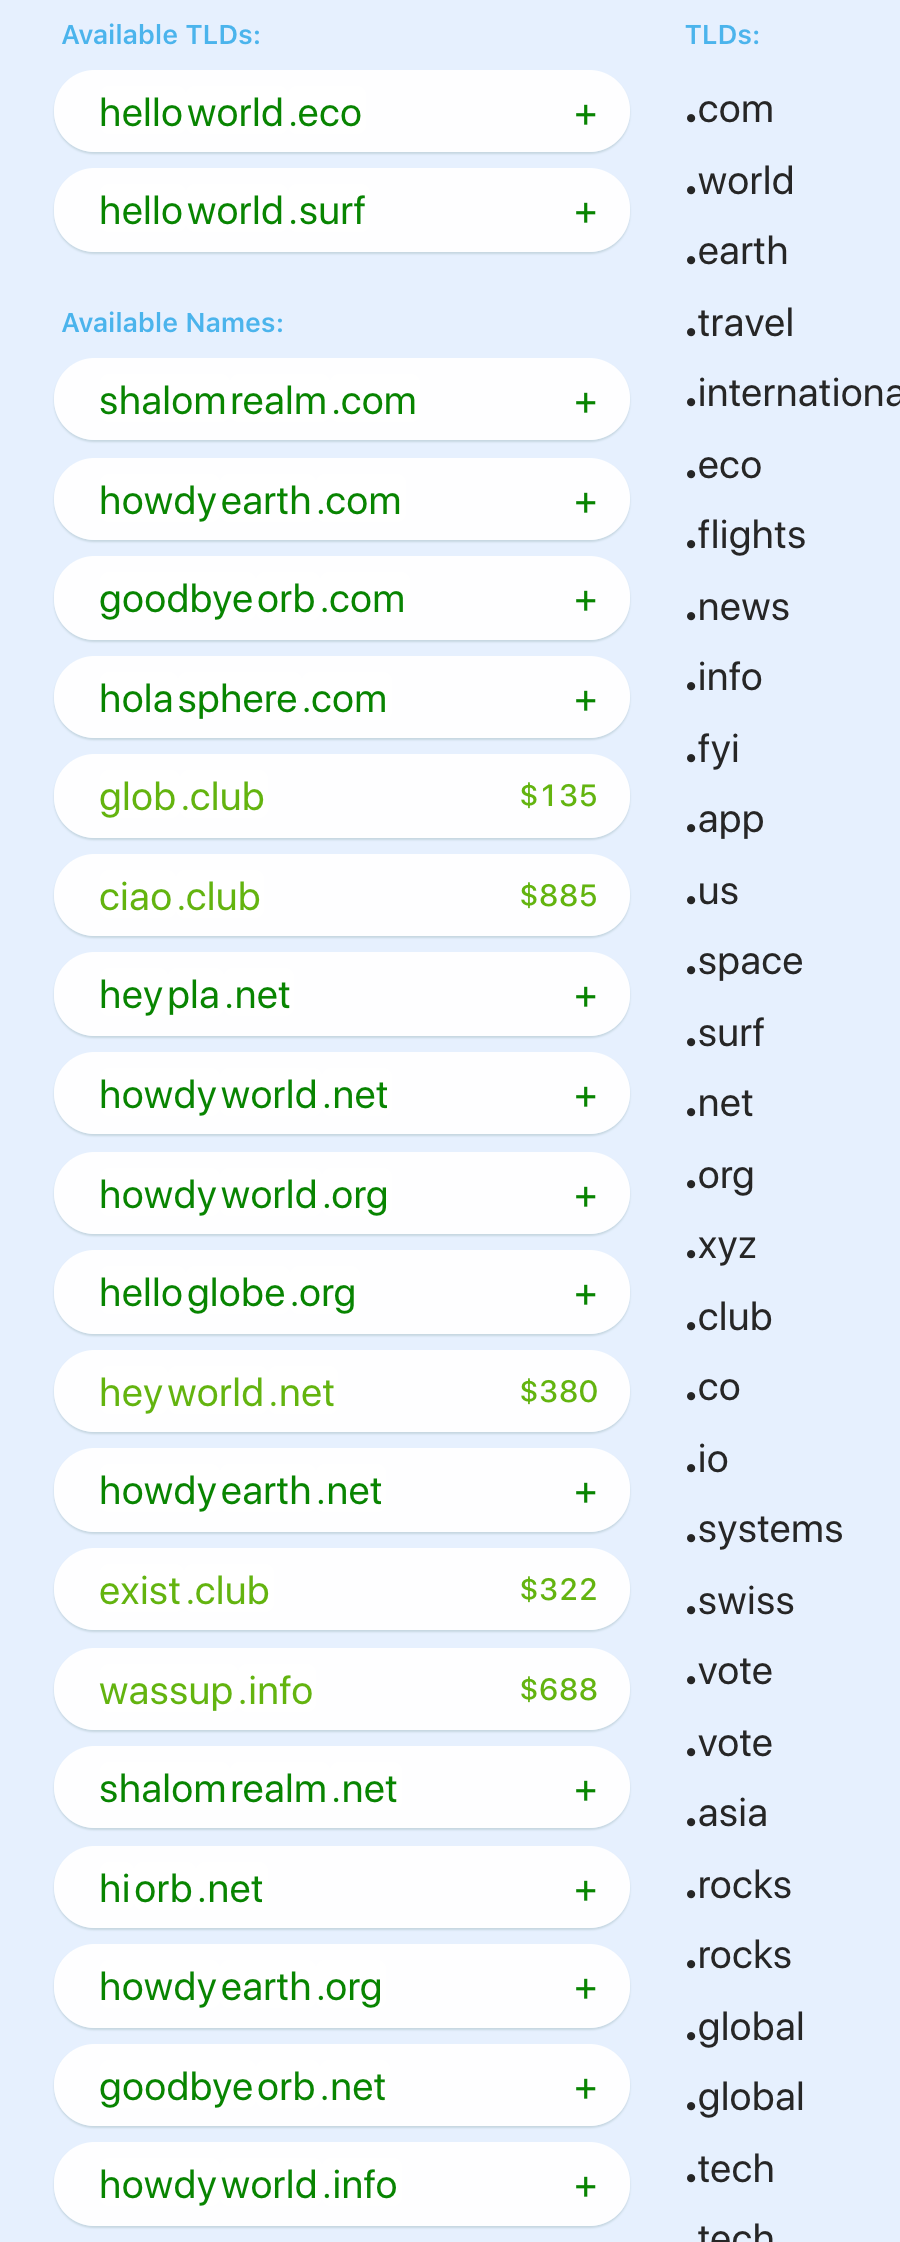 Available TLDs:
helloworld.eco +
helloworld.surf +
Available Names:
shalomrealm.com +
howdyearth.com +
goodbyeorb.com +
holasphere.com +
glob.club $135
ciao.club $885
heypla.net +
howdyworld.net +
howdyworld.org +
helloglobe.org +
heyworld.net $380
howdyearth.net +
exist.club $322
wassup.info $688
shalomrealm.net +
hiorb.net +
howdyearth.org +
goodbyeorb.net +
howdyworld.info +
TLDs:
.com
.world
.earth
.travel
.internationa
.eco
.flights
.news
.info
.fyi
.app
.us
.space
.surf
.net
.org
.xyz
.club
.co
.io
.systems
.swiss
.vote
.vote
.asia
.rocks
.rocks
.global
.global
.tech
.tech